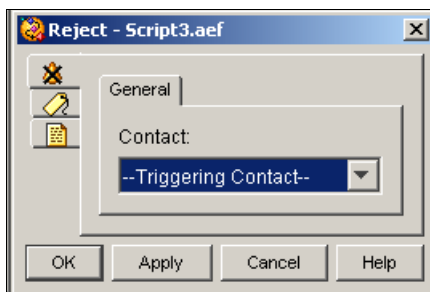 Reject - Script3.aef
General
Contact:
--Triggering Contact--
OK Apply Cancel Help